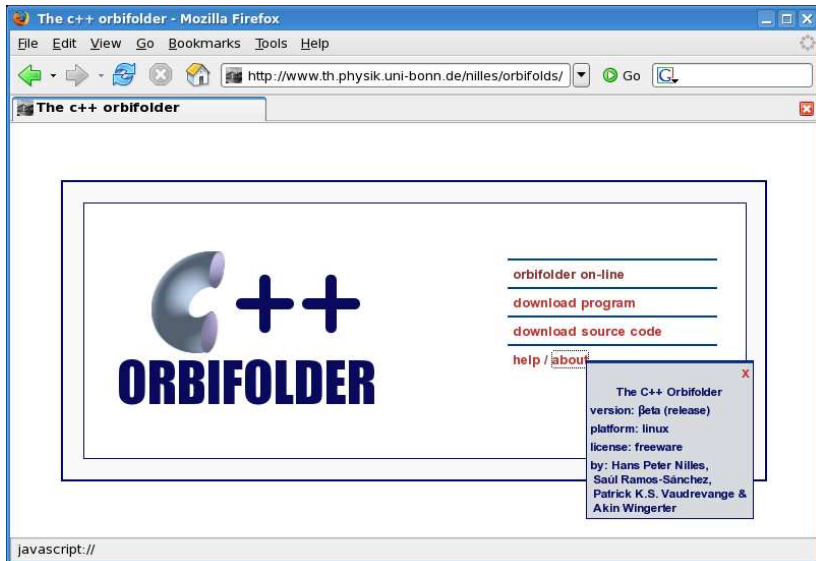 The c++ orbifolder - Mozilla Firefox
File Edit View Go Bookmarks Tools Help
http://www.th.physik.uni-bonn.de/nilles/orbifolds/ Go G
The c++ orbifolder
C++
ORBIFOLDER
orbifolder on-line
download program
download source code
help / about
X
The C++ Orbifolder
version: βeta (release)
platform: linux
license: freeware
by: Hans Peter Nilles,
Saúl Ramos-Sánchez,
Patrick K.S. Vaudrevange &
Akin Wingerter
javascript://